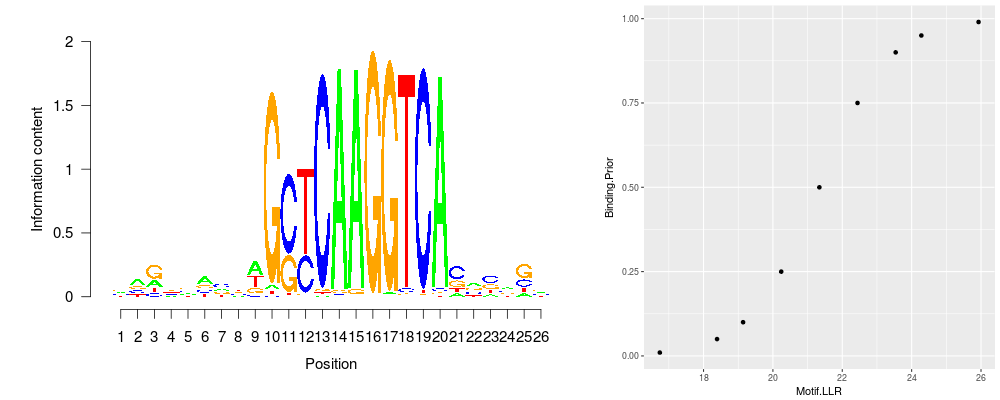 2
1.5
1
0.5
0
Information content
1 2 3 4 5 6 7 8 9 10 11 12 13 14 15 16 17 18 19 20 21 22 23 24 25 26
Position
G C T C A A G G T C A
G C
A G A A T C C G C
1.00
0.75
0.50
0.25
0.00
Binding.Prior
18 20 22 24 26
Motif.LLR